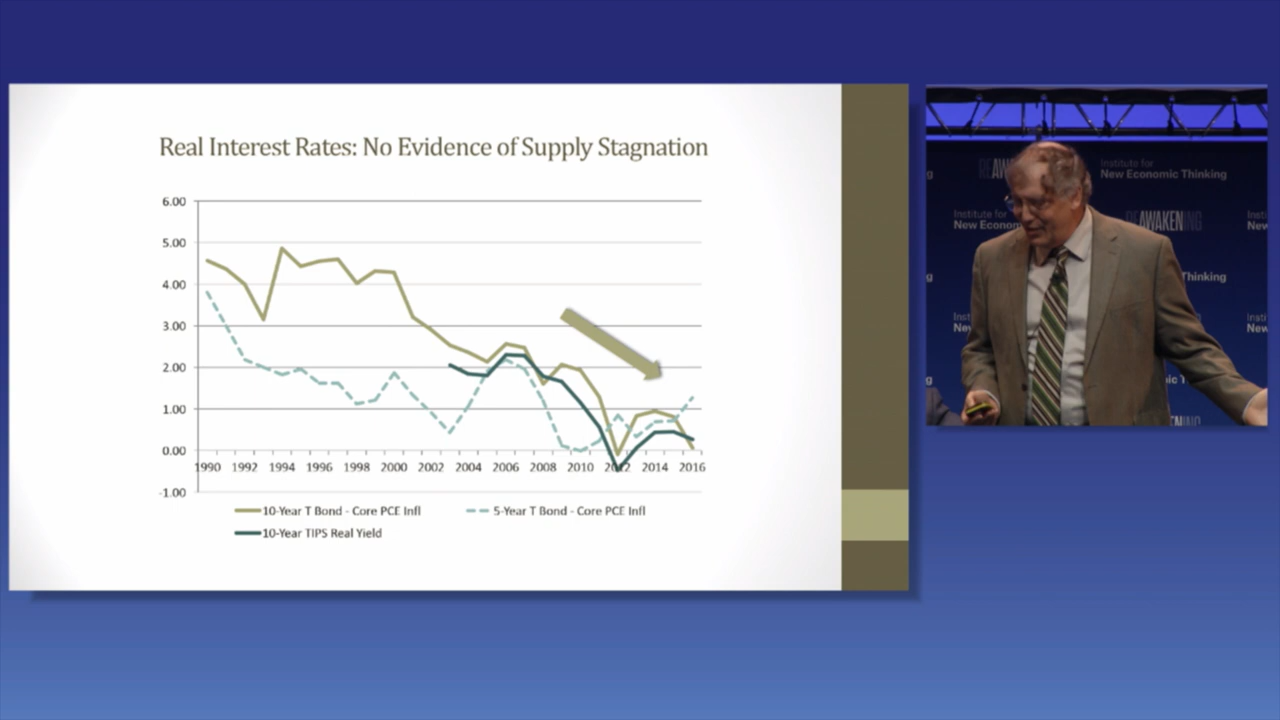 Real Interest Rates: No Evidence of Supply Stagnation
6.00
5.00
4.00
3.00
2.00
1.00
0.00
-1.00
1990 1992 1994 1996 1998 2000 2002 2004 2006 2008 2010 2012 2014 2016
10-Year T Bond - Core PCE Infl
5-Year T Bond - Core PCE Infl
10-Year TIPS Real Yield
Institute for
New Economic Thinking
Institute for
New Econo
REAWAKENING
Thinking